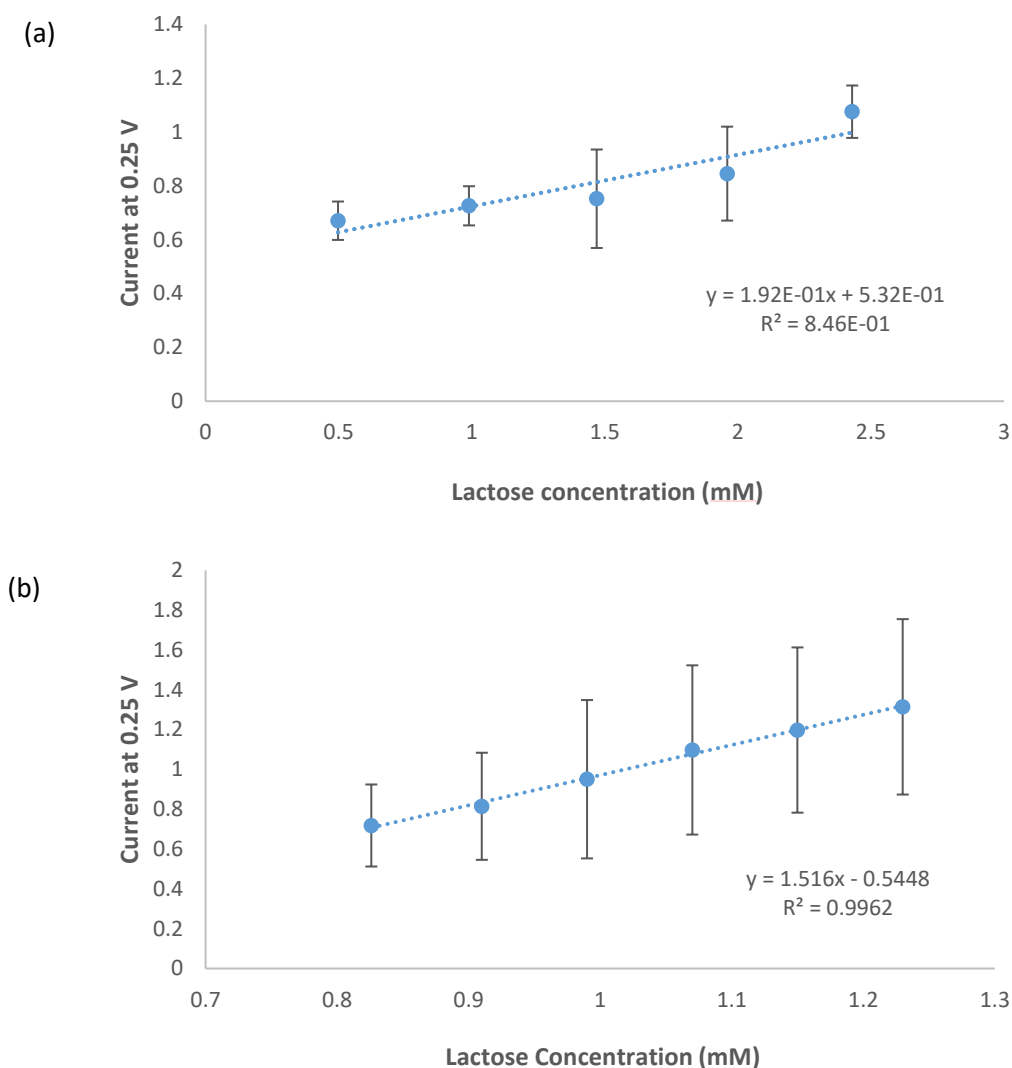 (a)
Current at 0.25 V
1.4
1.2
1
0.8
0.6
0.4
0.2
0
y = 1.92E-01x + 5.32E-01
R² = 8.46E-01
0 0.5 1 1.5 2 2.5 3
Lactose concentration (mM)
(b)
Current at 0.25 V
2
1.8
1.6
1.4
1.2
1
0.8
0.6
0.4
0.2
0
y = 1.516x - 0.5448
R² = 0.9962
0.7 0.8 0.9 1 1.1 1.2 1.3
Lactose Concentration (mM)